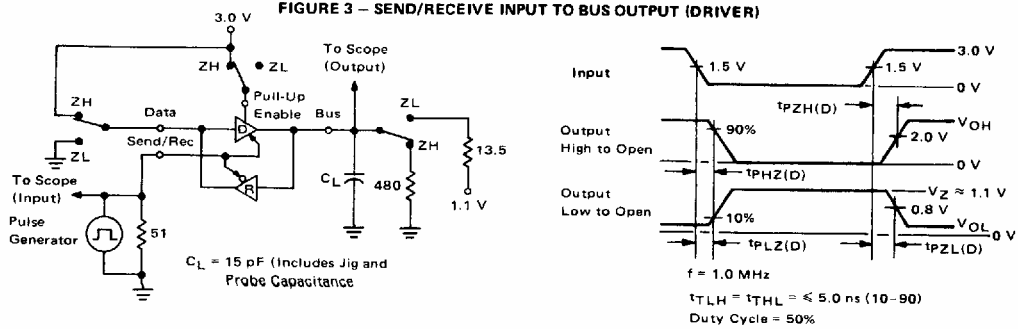 FIGURE 3 – SEND/RECEIVE INPUT TO BUS OUTPUT (DRIVER)
3.0 V
To Scope
(Output)
ZH
ZL
Pull-Up
Enable
ZH
Data
D
Bus
ZL
ZL
Send/Rec
ZH
R
13.5
To Scope
(Input)
CL
480
1.1 V
Pulse
Generator
51
CL = 15 pF (Includes Jig and
Probe Capacitance
Input
1.5 V
1.5 V
3.0 V
0 V
tPZH(D)
Output
High to Open
90%
VOH
2.0 V
0 V
tPHZ(D)
Output
Low to Open
VZ ≈ 1.1 V
0.8 V
10%
VOL
0 V
tPLZ(D)
tPZL(D)
f = 1.0 MHz
tTLH = tTHL = ⩽ 5.0 ns (10-90)
Duty Cycle = 50%